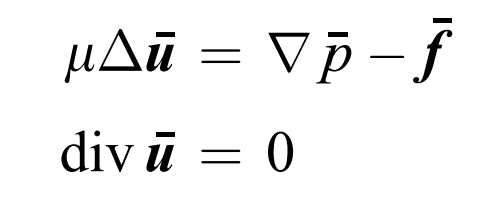 μΔū = ∇p̄ − f̄
div ū = 0